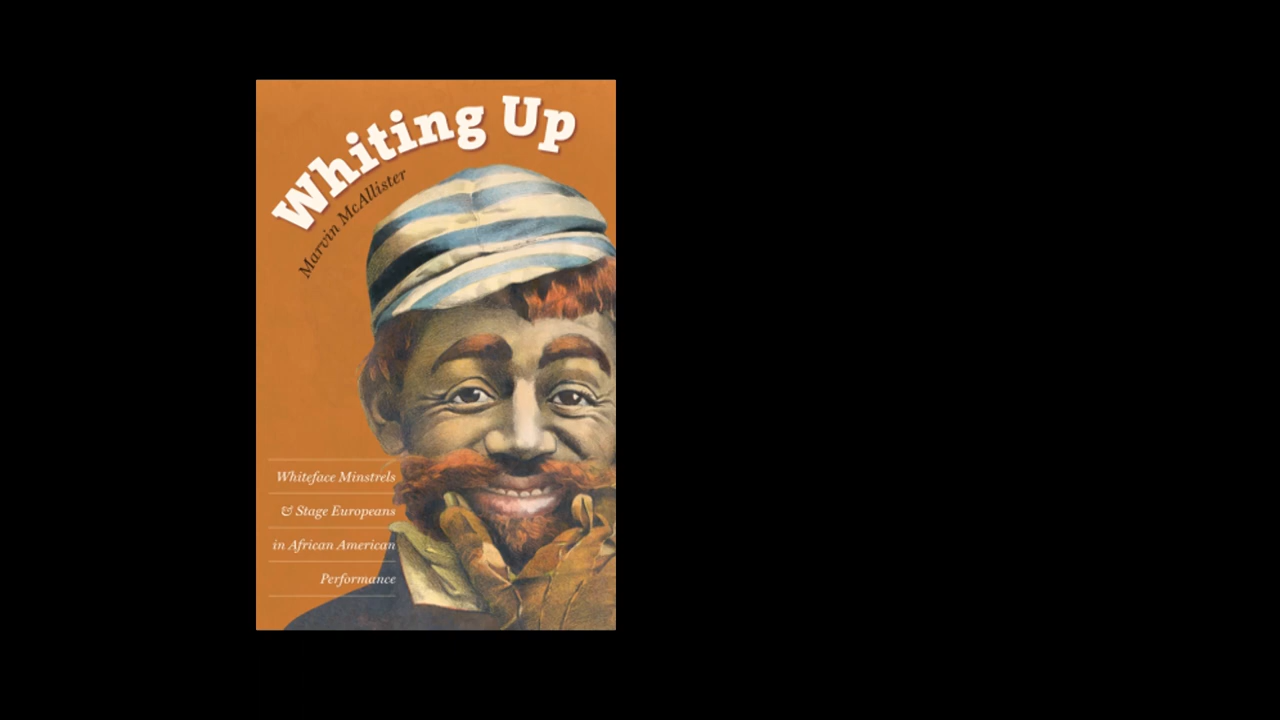 Whiting Up
Marvin McAllister
Whiteface Minstrels
& Stage Europeans
in African American
Performance